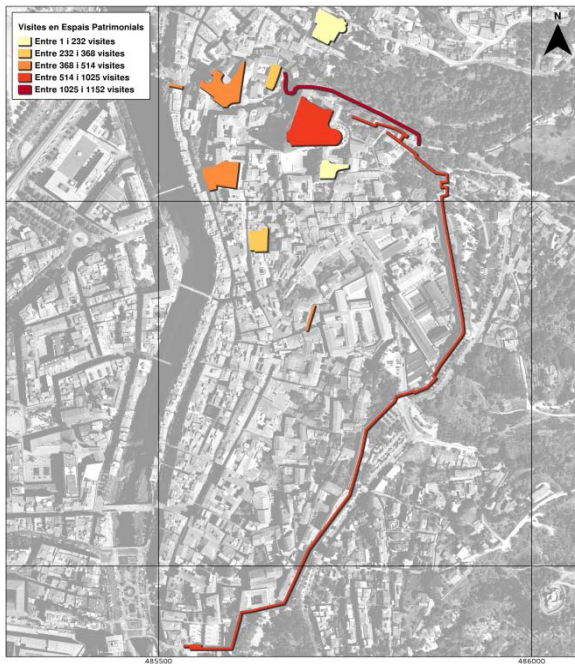 Visites en Espais Patrimonials
Entre 1 i 232 visites
Entre 232 i 368 visites
Entre 368 i 514 visites
Entre 514 i 1025 visites
Entre 1025 i 1152 visites
N
485500
486000